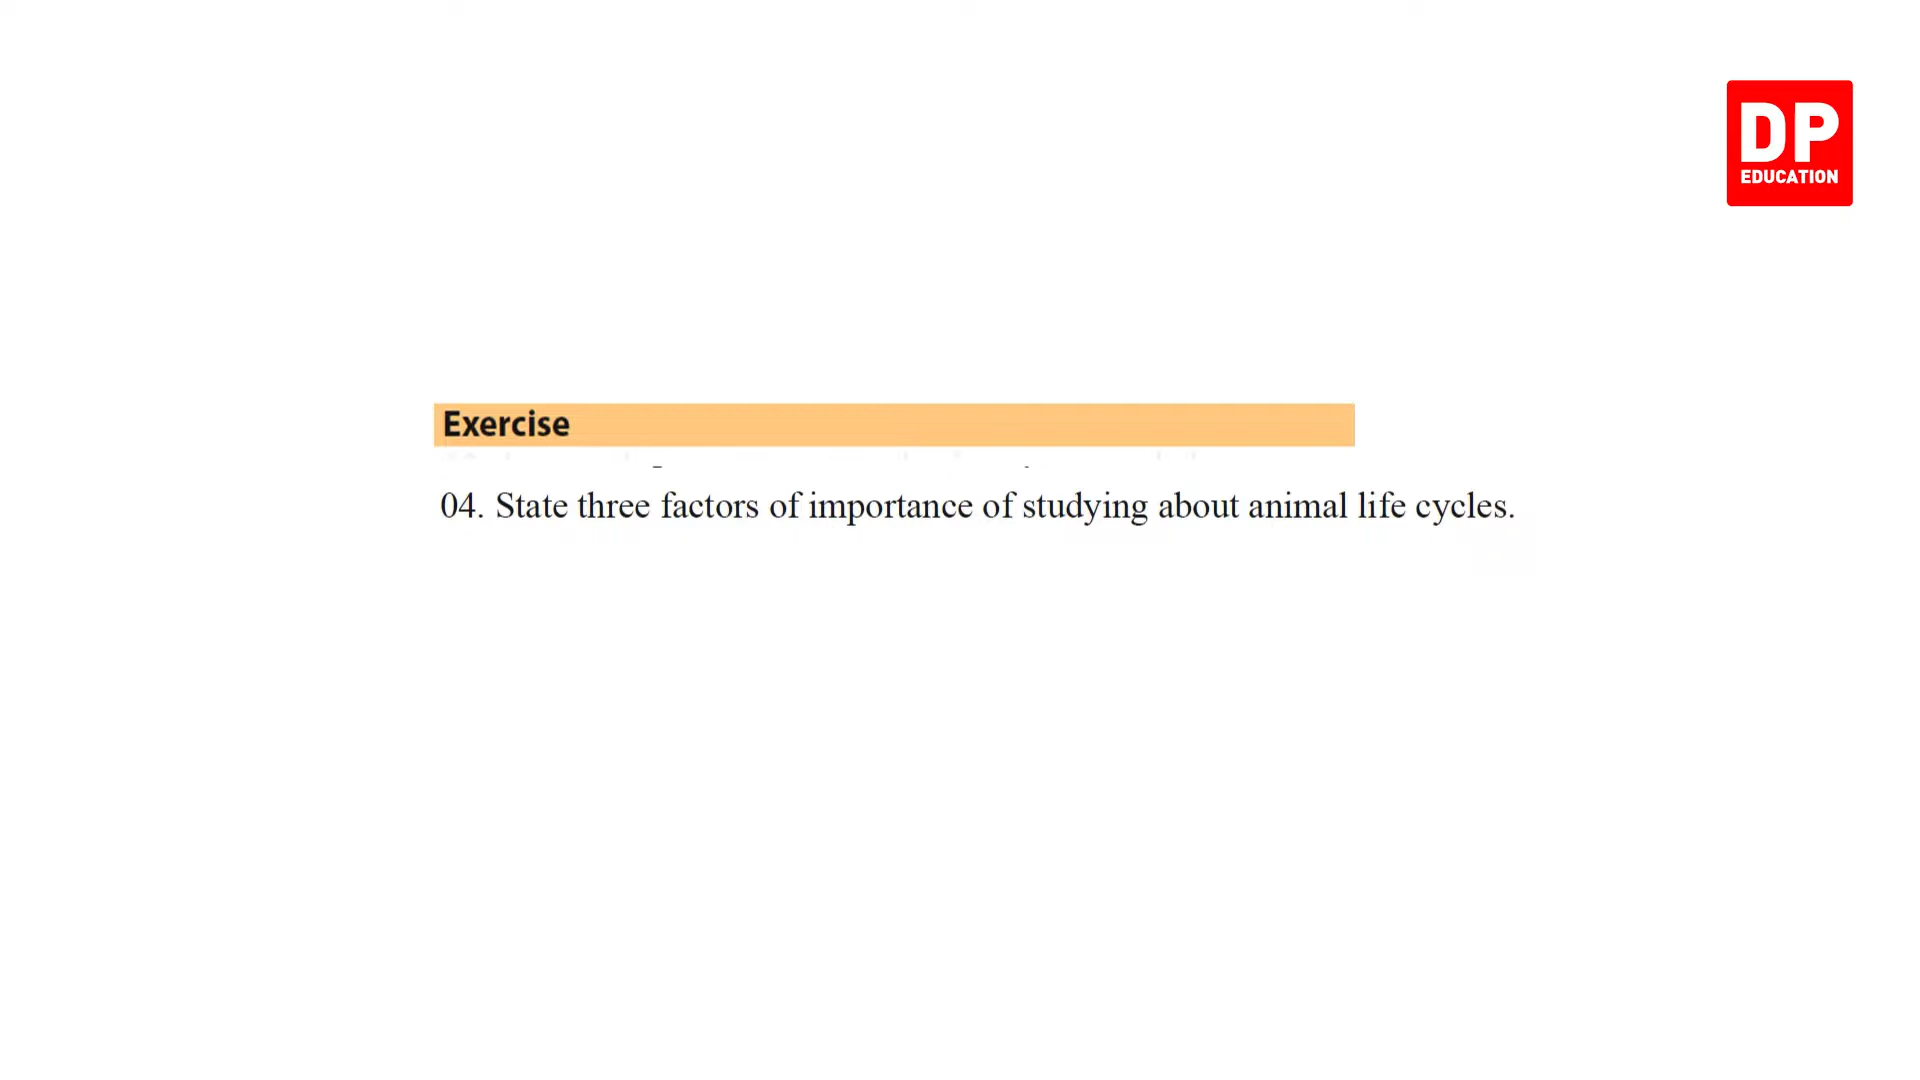 DP
EDUCATION
Exercise
04. State three factors of importance of studying about animal life cycles.